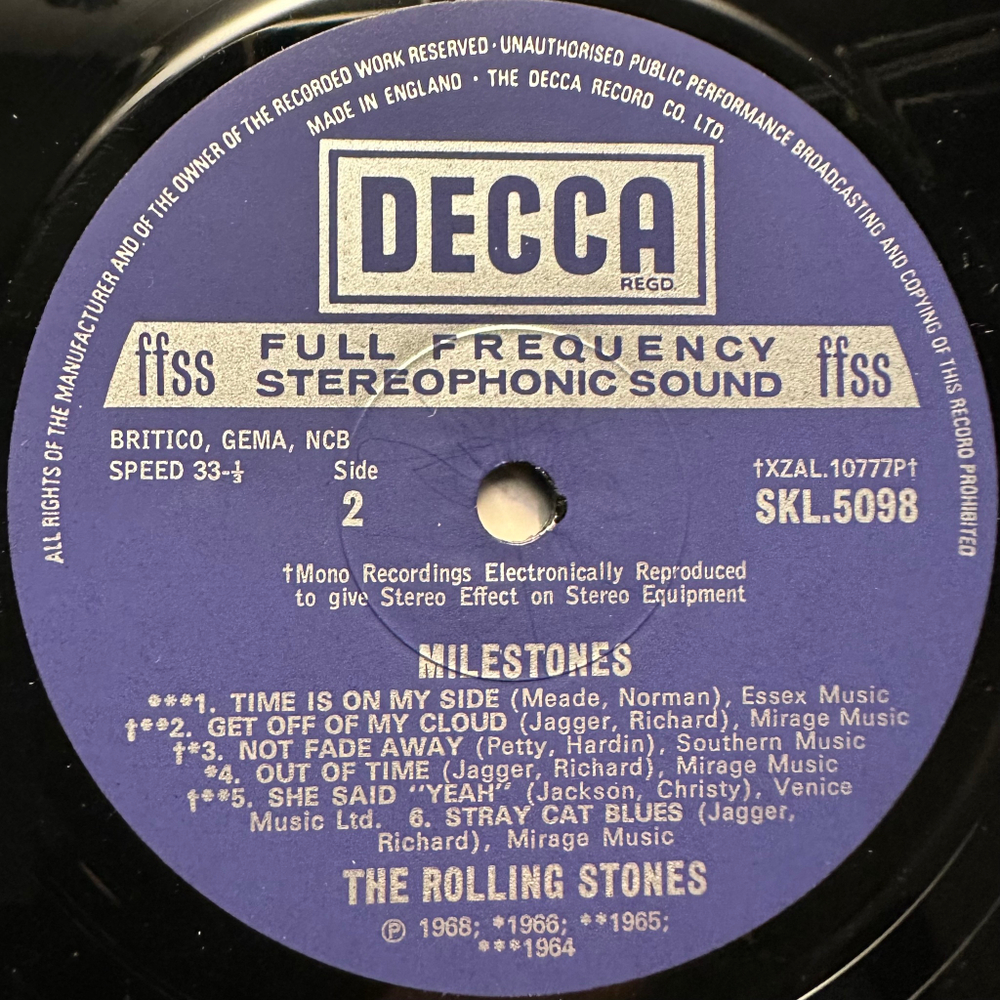 ALL RIGHTS OF THE MANUFACTURER AND OF THE OWNER OF THE RECORDED WORK RESERVED · UNAUTHORISED PUBLIC PERFORMANCE BROADCASTING AND COPYING OF THIS RECORD PROHIBITED
MADE IN ENGLAND · THE DECCA RECORD CO. LTD.
DECCA
REGD.
ffss FULL FREQUENCY ffss
STEREOPHONIC SOUND
BRITICO, GEMA, NCB
SPEED 33-⅓ Side †XZAL.10777P†
2 SKL.5098
†Mono Recordings Electronically Reproduced
to give Stereo Effect on Stereo Equipment
MILESTONES
***1. TIME IS ON MY SIDE (Meade, Norman), Essex Music
†**2. GET OFF OF MY CLOUD (Jagger, Richard), Mirage Music
†*3. NOT FADE AWAY (Petty, Hardin), Southern Music
*4. OUT OF TIME (Jagger, Richard), Mirage Music
†**5. SHE SAID "YEAH" (Jackson, Christy), Venice
Music Ltd. 6. STRAY CAT BLUES (Jagger,
Richard), Mirage Music
THE ROLLING STONES
Ⓟ 1968; *1966; **1965;
***1964